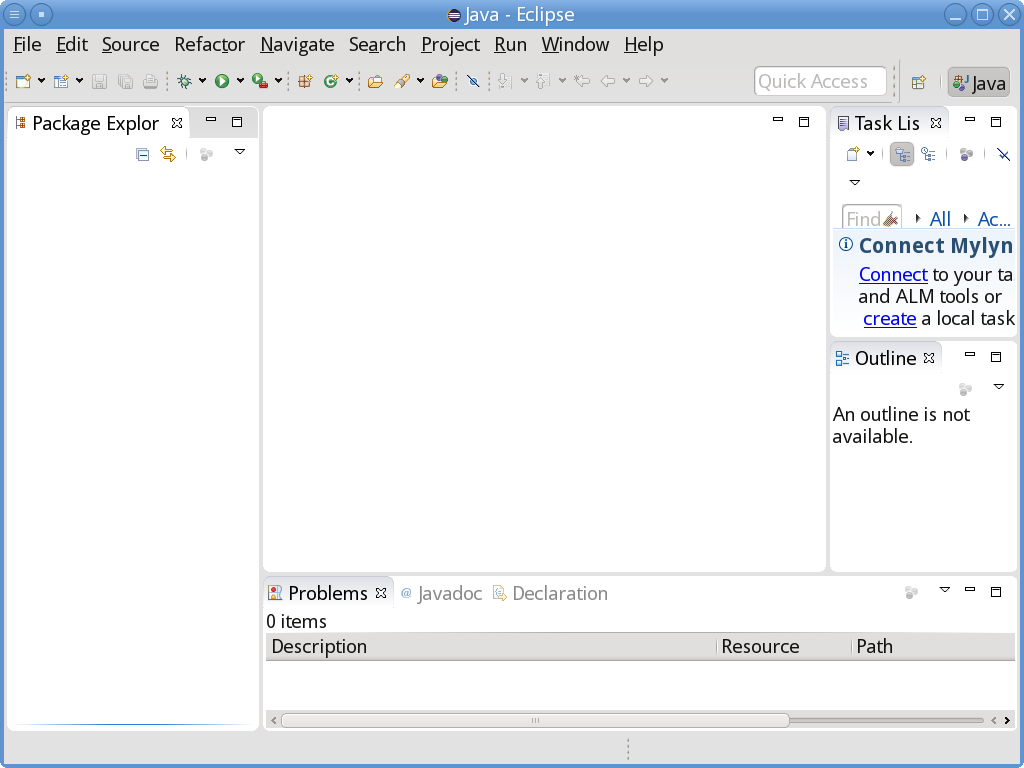 Java - Eclipse
File Edit Source Refactor Navigate Search Project Run Window Help
Quick Access
Java
Package Explor
Task Lis
Find
All
Ac...
Connect Mylyn
Connect to your ta
and ALM tools or
create a local task
Outline
An outline is not
available.
Problems
@ Javadoc
Declaration
0 items
Description Resource Path